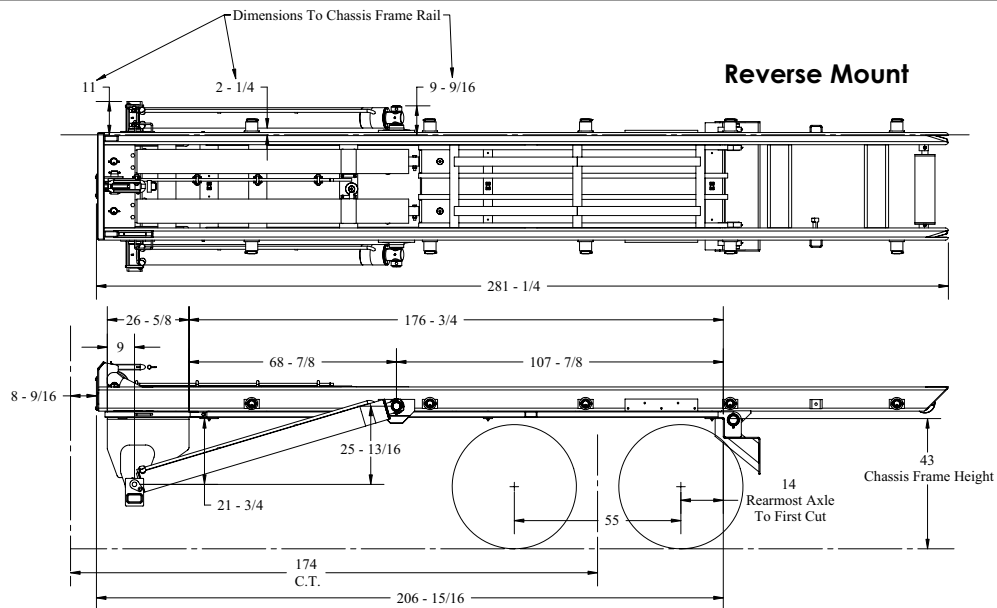 Dimensions To Chassis Frame Rail
Reverse Mount
11
2 - 1/4
9 - 9/16
281 - 1/4
26 - 5/8
176 - 3/4
9
68 - 7/8
107 - 7/8
8 - 9/16
25 - 13/16
21 - 3/4
43
Chassis Frame Height
14
Rearmost Axle
To First Cut
55
174
C.T.
206 - 15/16